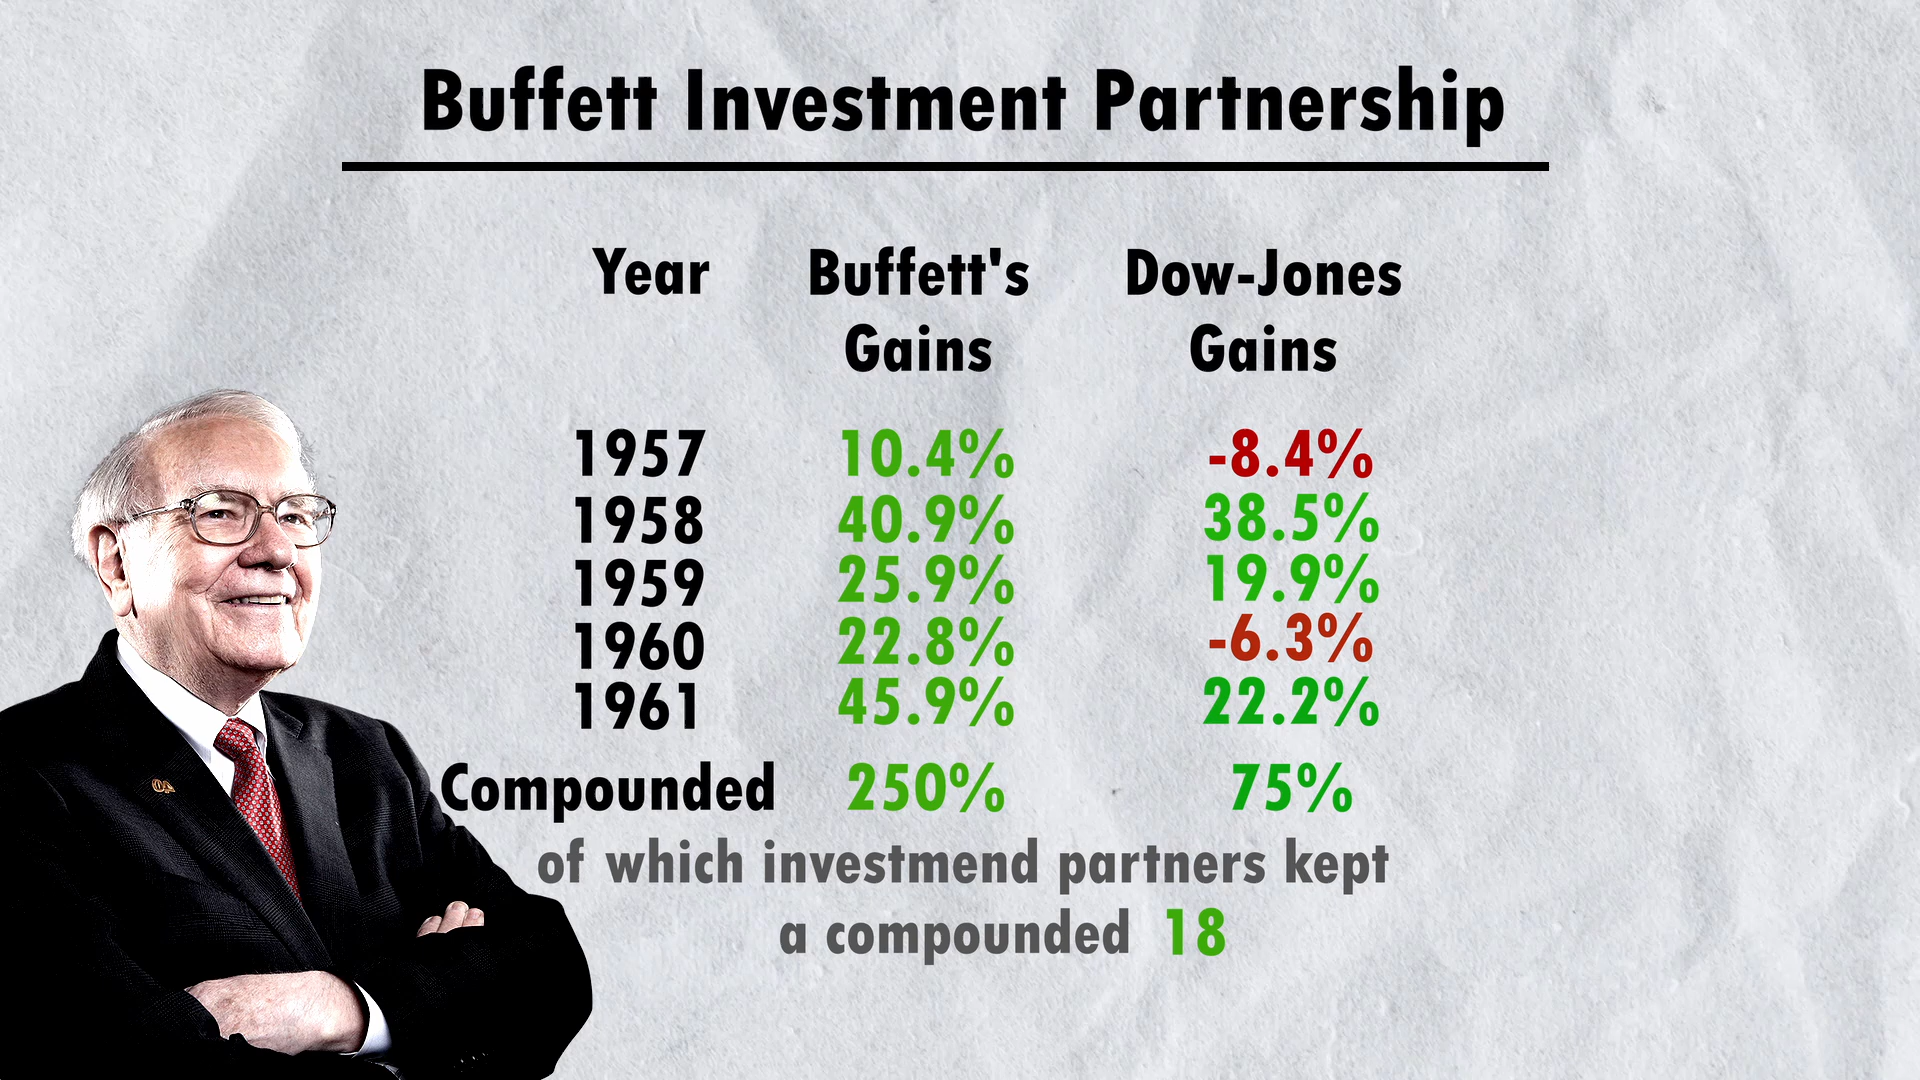 Buffett Investment Partnership
Year Buffett's Dow-Jones
Gains Gains
1957 10.4% -8.4%
1958 40.9% 38.5%
1959 25.9% 19.9%
1960 22.8% -6.3%
1961 45.9% 22.2%
Compounded 250% 75%
of which investmend partners kept
a compounded 18